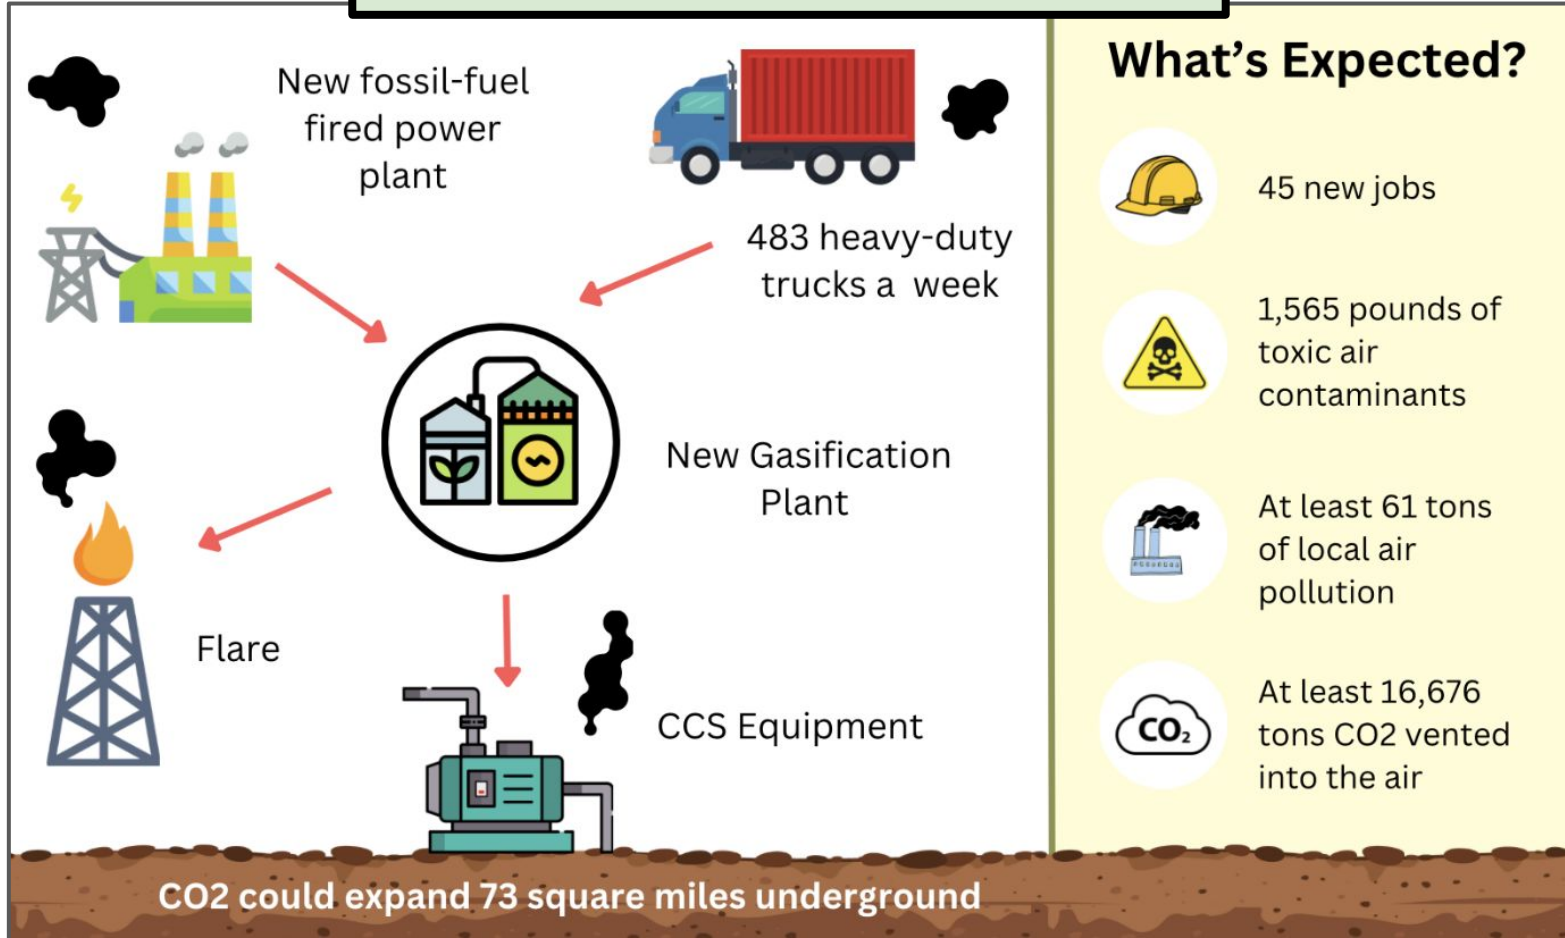 New fossil-fuel
fired power
plant
483 heavy-duty
trucks a week
New Gasification
Plant
Flare
CCS Equipment
CO2 could expand 73 square miles underground
What's Expected?
45 new jobs
1,565 pounds of
toxic air
contaminants
At least 61 tons
of local air
pollution
CO₂
At least 16,676
tons CO2 vented
into the air